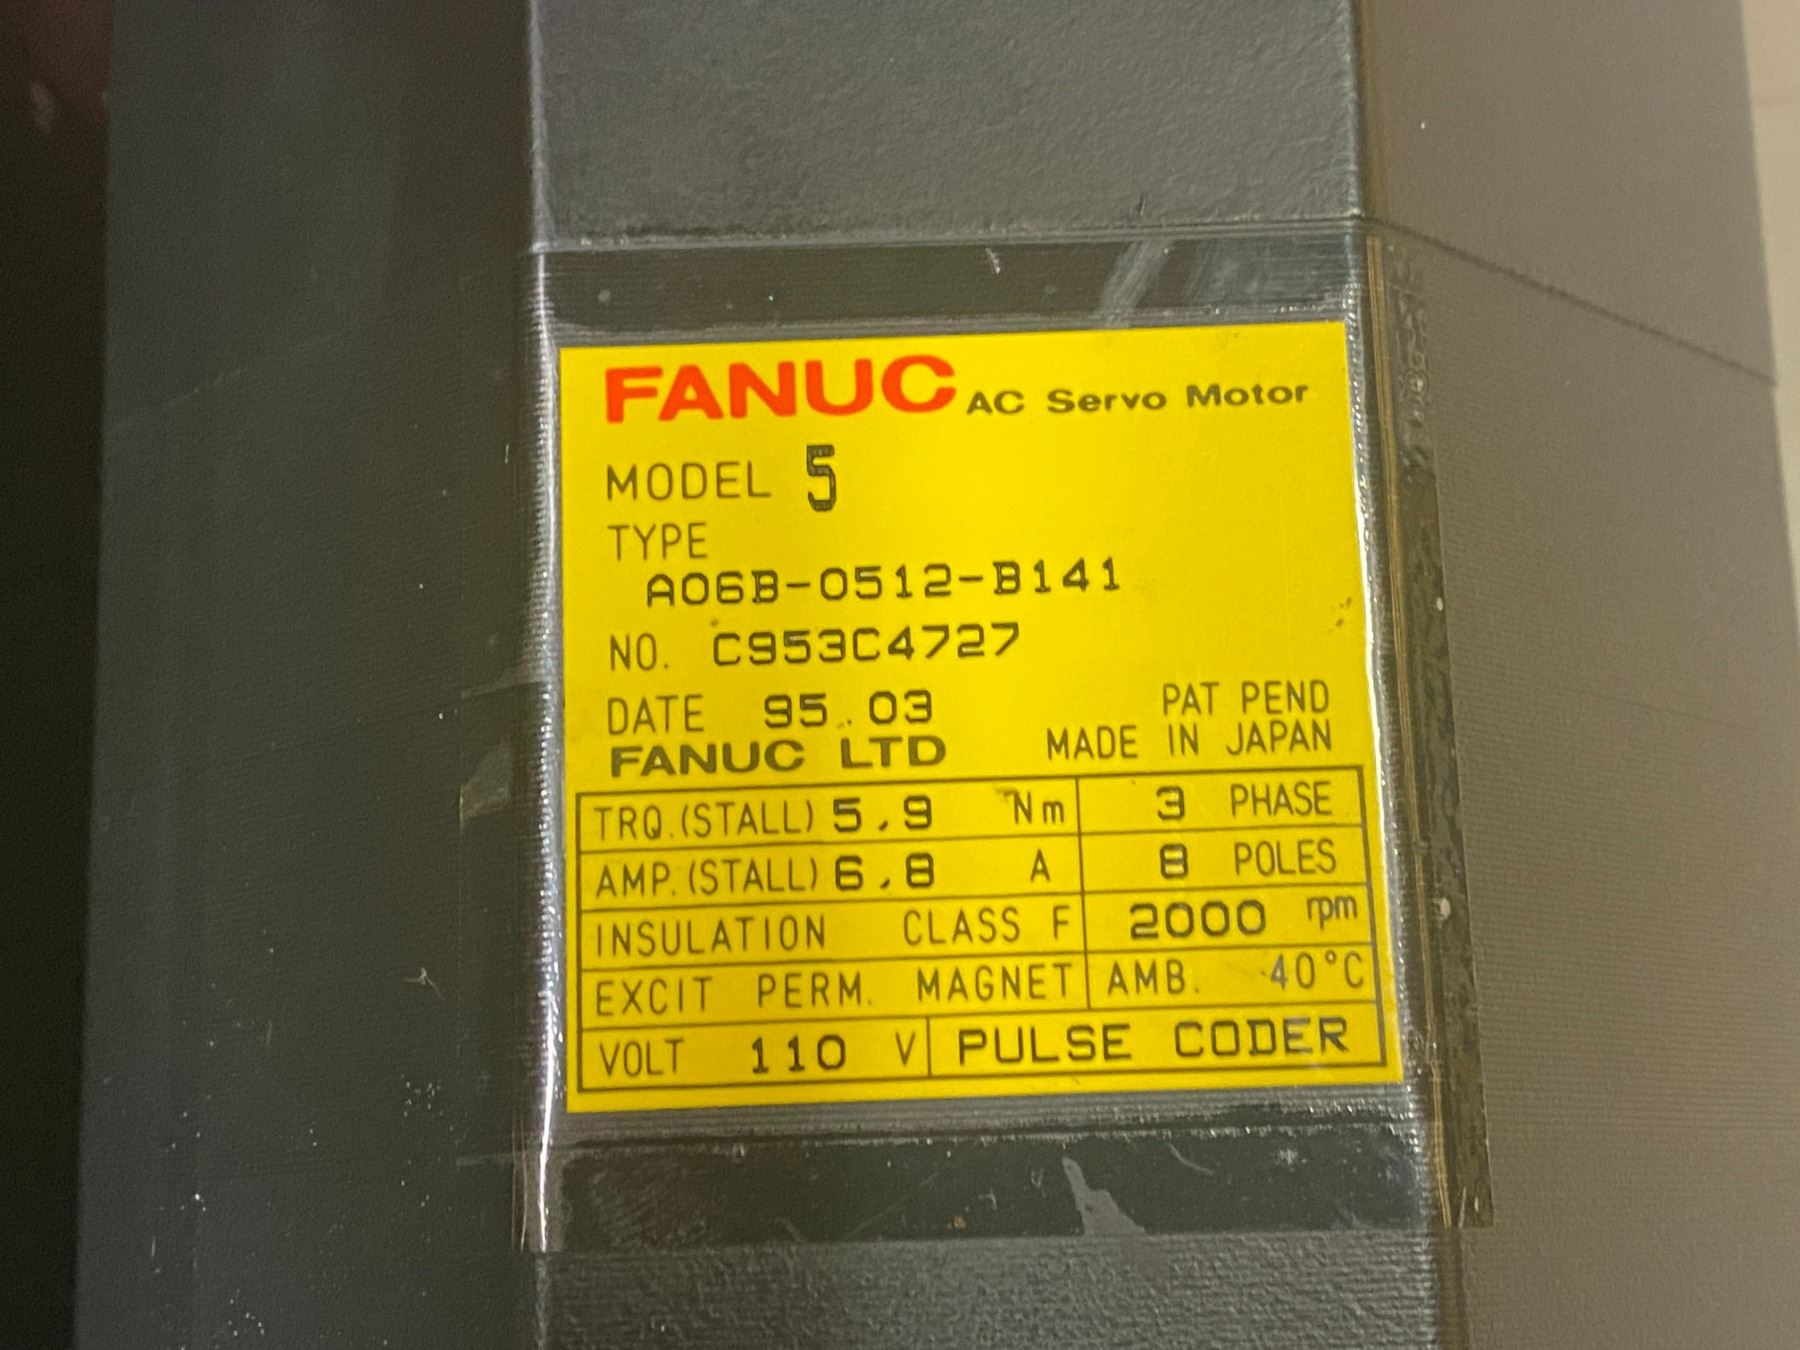 FANUC AC Servo Motor
MODEL 5
TYPE
A06B-0512-B141
NO. C953C4727
DATE 95.03
PAT PEND
FANUC LTD MADE IN JAPAN
TRQ.(STALL) 5.9 Nm 3 PHASE
AMP.(STALL) 6.8 A 8 POLES
INSULATION CLASS F 2000 rpm
EXCIT PERM. MAGNET AMB. 40°C
VOLT 110 V PULSE CODER